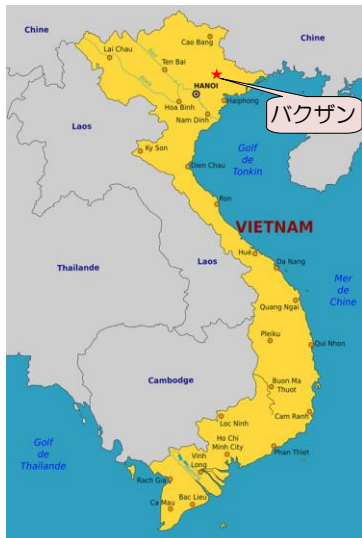 Chine
Cao Bang
Lai Chau
Ten Bai
Chine
HANOI
Hoa Binh
Haiphong
バクザン
Nam Dinh
Laos
Ky Son
Dien Chau
Golf
de
Tonkin
Ron
VIETNAM
Hué
Laos
Da Nang
Thaïlande
Mer
de
Chine
Quang Ngai
Pleiku
Qui Nhon
Cambodge
Buon Ma
Thuot
Cam Ranh
Loc Ninh
Ho Chi
Minh City
Phan Thiet
Golf
de
Thaïlande
Vinh
Long
Rach Gia
Ca Mau
Bac Lieu